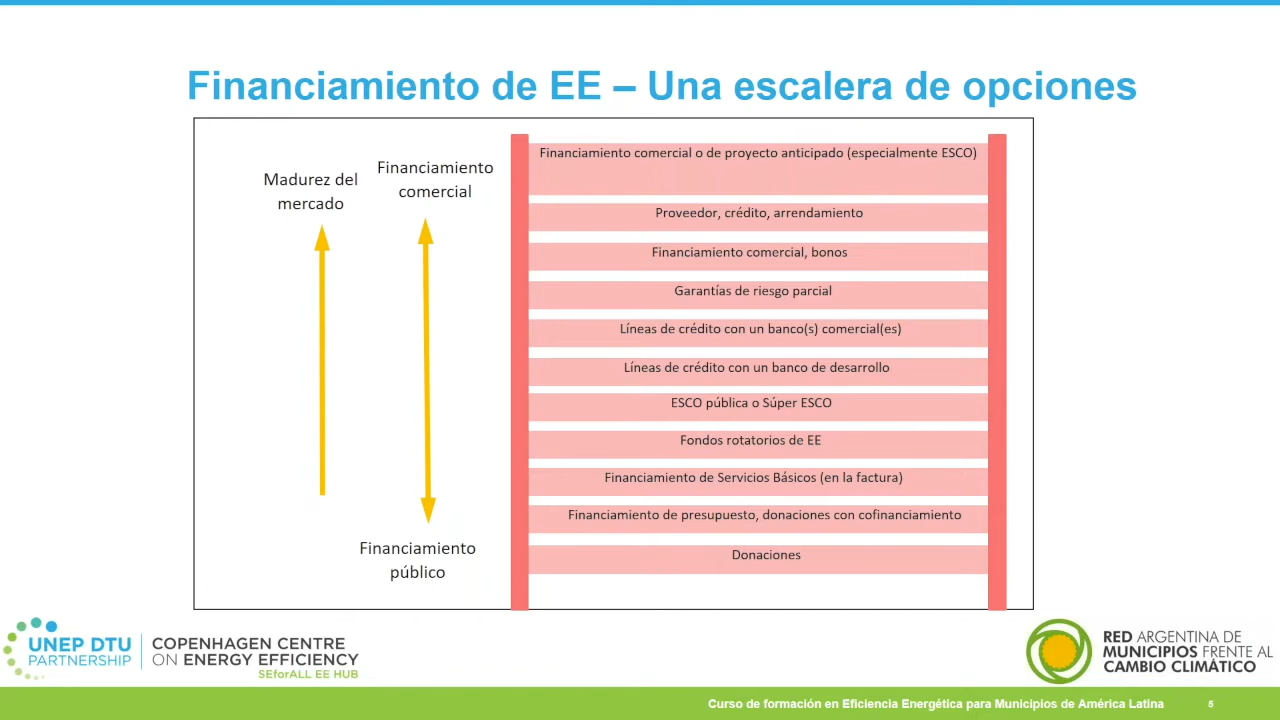 Financiamiento de EE – Una escalera de opciones
Madurez del
mercado
Financiamiento
comercial
Financiamiento
público
Financiamiento comercial o de proyecto anticipado (especialmente ESCO)
Proveedor, crédito, arrendamiento
Financiamiento comercial, bonos
Garantías de riesgo parcial
Líneas de crédito con un banco(s) comercial(es)
Líneas de crédito con un banco de desarrollo
ESCO pública o Súper ESCO
Fondos rotatorios de EE
Financiamiento de Servicios Básicos (en la factura)
Financiamiento de presupuesto, donaciones con cofinanciamiento
Donaciones
UNEP DTU
PARTNERSHIP
COPENHAGEN CENTRE
ON ENERGY EFFICIENCY
SEforALL EE HUB
RED ARGENTINA DE
MUNICIPIOS FRENTE AL
CAMBIO CLIMÁTICO
Curso de formación en Eficiencia Energética para Municipios de América Latina
5